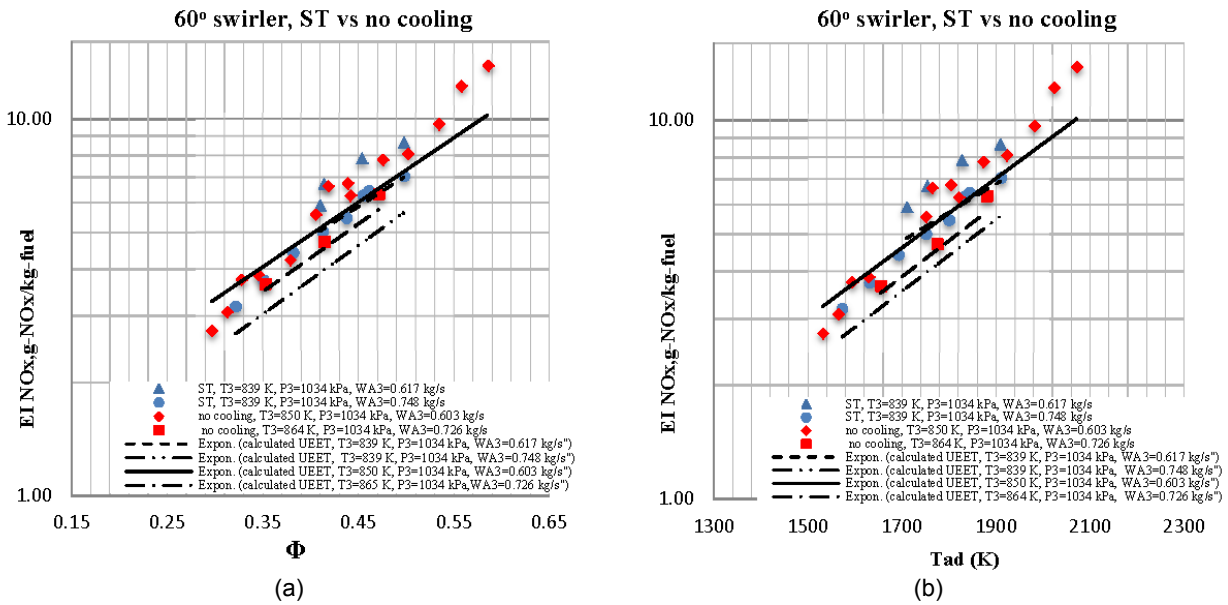 60º swirler, ST vs no cooling
EI NOx,g-NOx/kg-fuel
10.00
1.00
ST, T3=839 K, P3=1034 kPa, WA3=0.617 kg/s
ST, T3=839 K, P3=1034 kPa, WA3=0.748 kg/s
no cooling, T3=850 K, P3=1034 kPa, WA3=0.603 kg/s
no cooling, T3=864 K, P3=1034 kPa, WA3=0.726 kg/s
Expon. (calculated UEET, T3=839 K, P3=1034 kPa, WA3=0.617 kg/s")
Expon. (calculated UEET, T3=839 K, P3=1034 kPa, WA3=0.748 kg/s")
Expon. (calculated UEET, T3=850 K, P3=1034 kPa, WA3=0.603 kg/s")
Expon. (calculated UEET, T3=865 K, P3=1034 kPa,WA3=0.726 kg/s")
0.15 0.25 0.35 0.45 0.55 0.65
Φ
(a)
60º swirler, ST vs no cooling
EI NOx,g-NOx/kg-fuel
10.00
1.00
ST, T3=839 K, P3=1034 kPa, WA3=0.617 kg/s
ST, T3=839 K, P3=1034 kPa, WA3=0.748 kg/s
no cooling, T3=850 K, P3=1034 kPa, WA3=0.603 kg/s
no cooling, T3=864 K, P3=1034 kPa, WA3=0.726 kg/s
Expon. (calculated UEET, T3=839 K, P3=1034 kPa, WA3=0.617 kg/s")
Expon. (calculated UEET, T3=839 K, P3=1034 kPa, WA3=0.748 kg/s")
Expon. (calculated UEET, T3=850 K, P3=1034 kPa, WA3=0.603 kg/s")
Expon. (calculated UEET, T3=864 K, P3=1034 kPa, WA3=0.726 kg/s")
1300 1500 1700 1900 2100 2300
Tad (K)
(b)